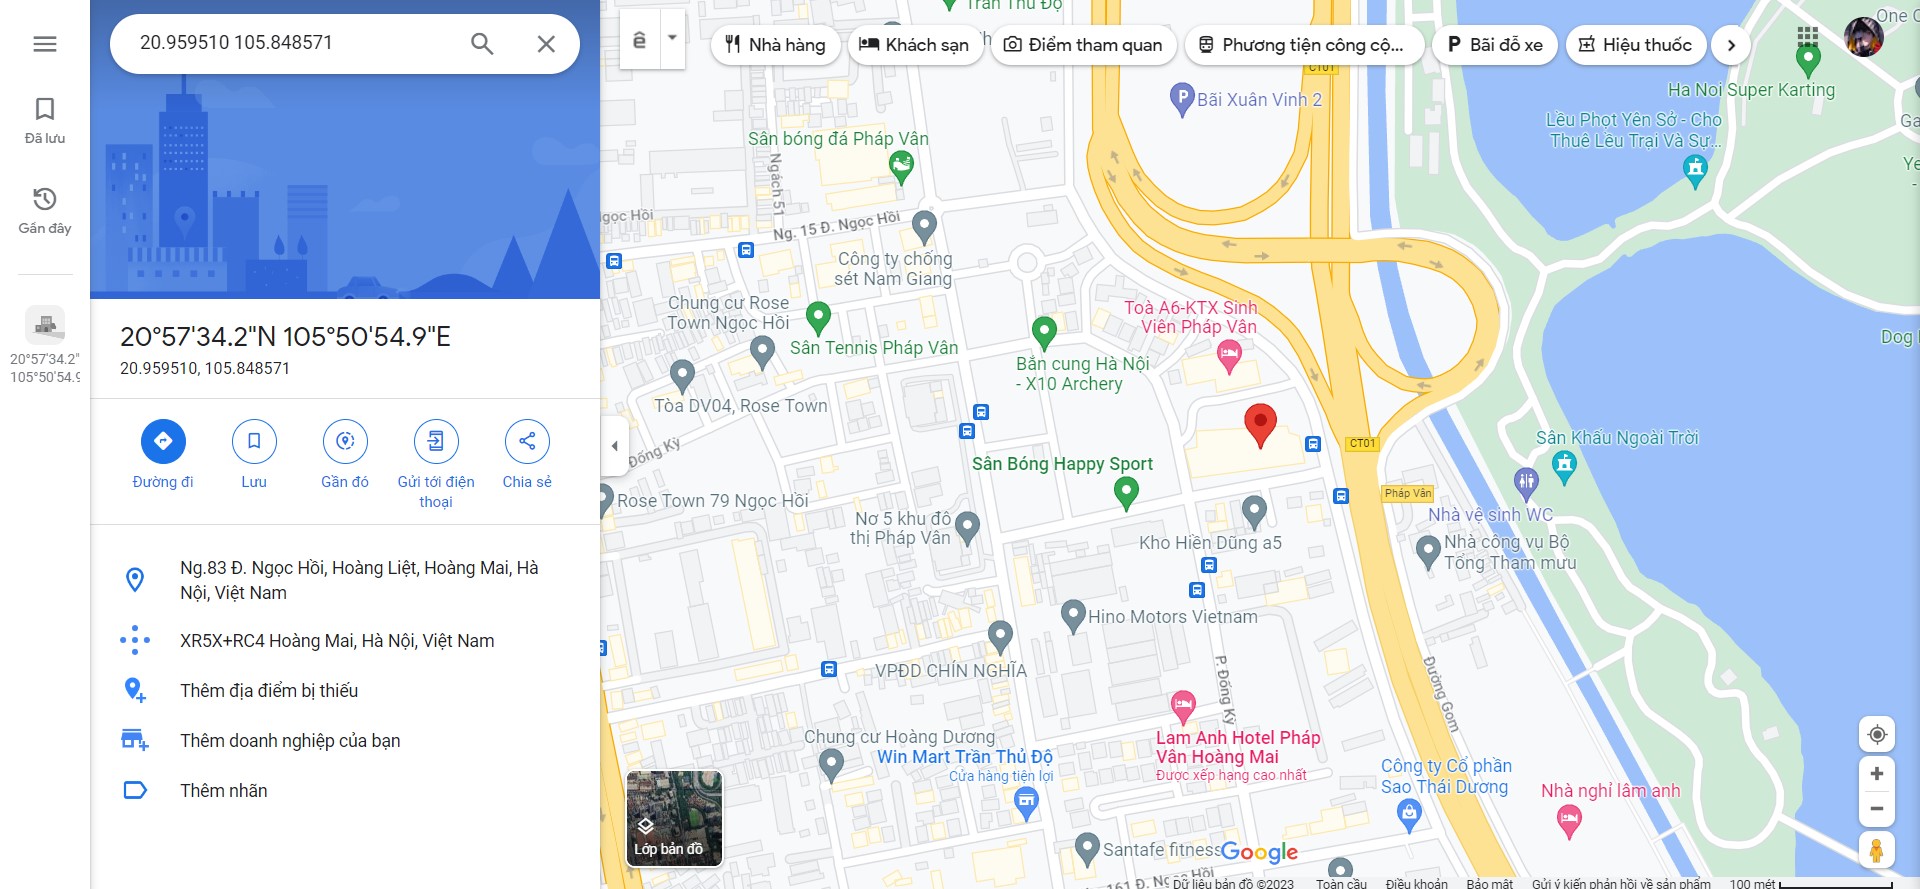 20.959510 105.848571
Nhà hàng
Khách sạn
Điểm tham quan
Phương tiện công cộ...
Bãi đỗ xe
Hiệu thuốc
Đã lưu
Gần đây
20°57'34.2"
105°50'54.9
20°57'34.2"N 105°50'54.9"E
20.959510, 105.848571
Đường đi
Lưu
Gần đó
Gửi tới điện
thoại
Chia sẻ
Ng.83 Đ. Ngọc Hồi, Hoàng Liệt, Hoàng Mai, Hà
Nội, Việt Nam
XR5X+RC4 Hoàng Mai, Hà Nội, Việt Nam
Thêm địa điểm bị thiếu
Thêm doanh nghiệp của bạn
Thêm nhãn
Trần Thủ Độ
CT01
One
Bãi Xuân Vinh 2
Ha Noi Super Karting
Lều Phọt Yên Sở - Cho
Thuê Lều Trại Và Sự...
Sân bóng đá Pháp Vân
Ngách 51
Ngọc Hồi
Ng. 15 Đ. Ngọc Hồi
Công ty chống
sét Nam Giang
Chung cư Rose
Town Ngọc Hồi
Sân Tennis Pháp Vân
Toà A6-KTX Sinh
Viên Pháp Vân
Bắn cung Hà Nội
- X10 Archery
Dog
Tòa DV04, Rose Town
Đống Kỳ
CT01
Sân Khấu Ngoài Trời
Sân Bóng Happy Sport
Pháp Vân
Rose Town 79 Ngọc Hồi
Nơ 5 khu đô
thị Pháp Vân
Kho Hiền Dũng a5
Nhà vệ sinh WC
Nhà công vụ Bộ
Tổng Tham mưu
Hino Motors Vietnam
VPĐD CHÍN NGHĨA
P. Đống Kỳ
Đường Gom
Chung cư Hoàng Dương
Win Mart Trần Thủ Độ
Cửa hàng tiện lợi
Lam Anh Hotel Pháp
Vân Hoàng Mai
Được xếp hạng cao nhất
Công ty Cổ phần
Sao Thái Dương
Nhà nghỉ lâm anh
Lớp bản đồ
Santafe fitness
Google
161 Đ. Ngọc Hồi
Dữ liệu bản đồ ©2023 Toàn cầu Điều khoản Bảo mật Gửi ý kiến phản hồi về sản phẩm 100 mét